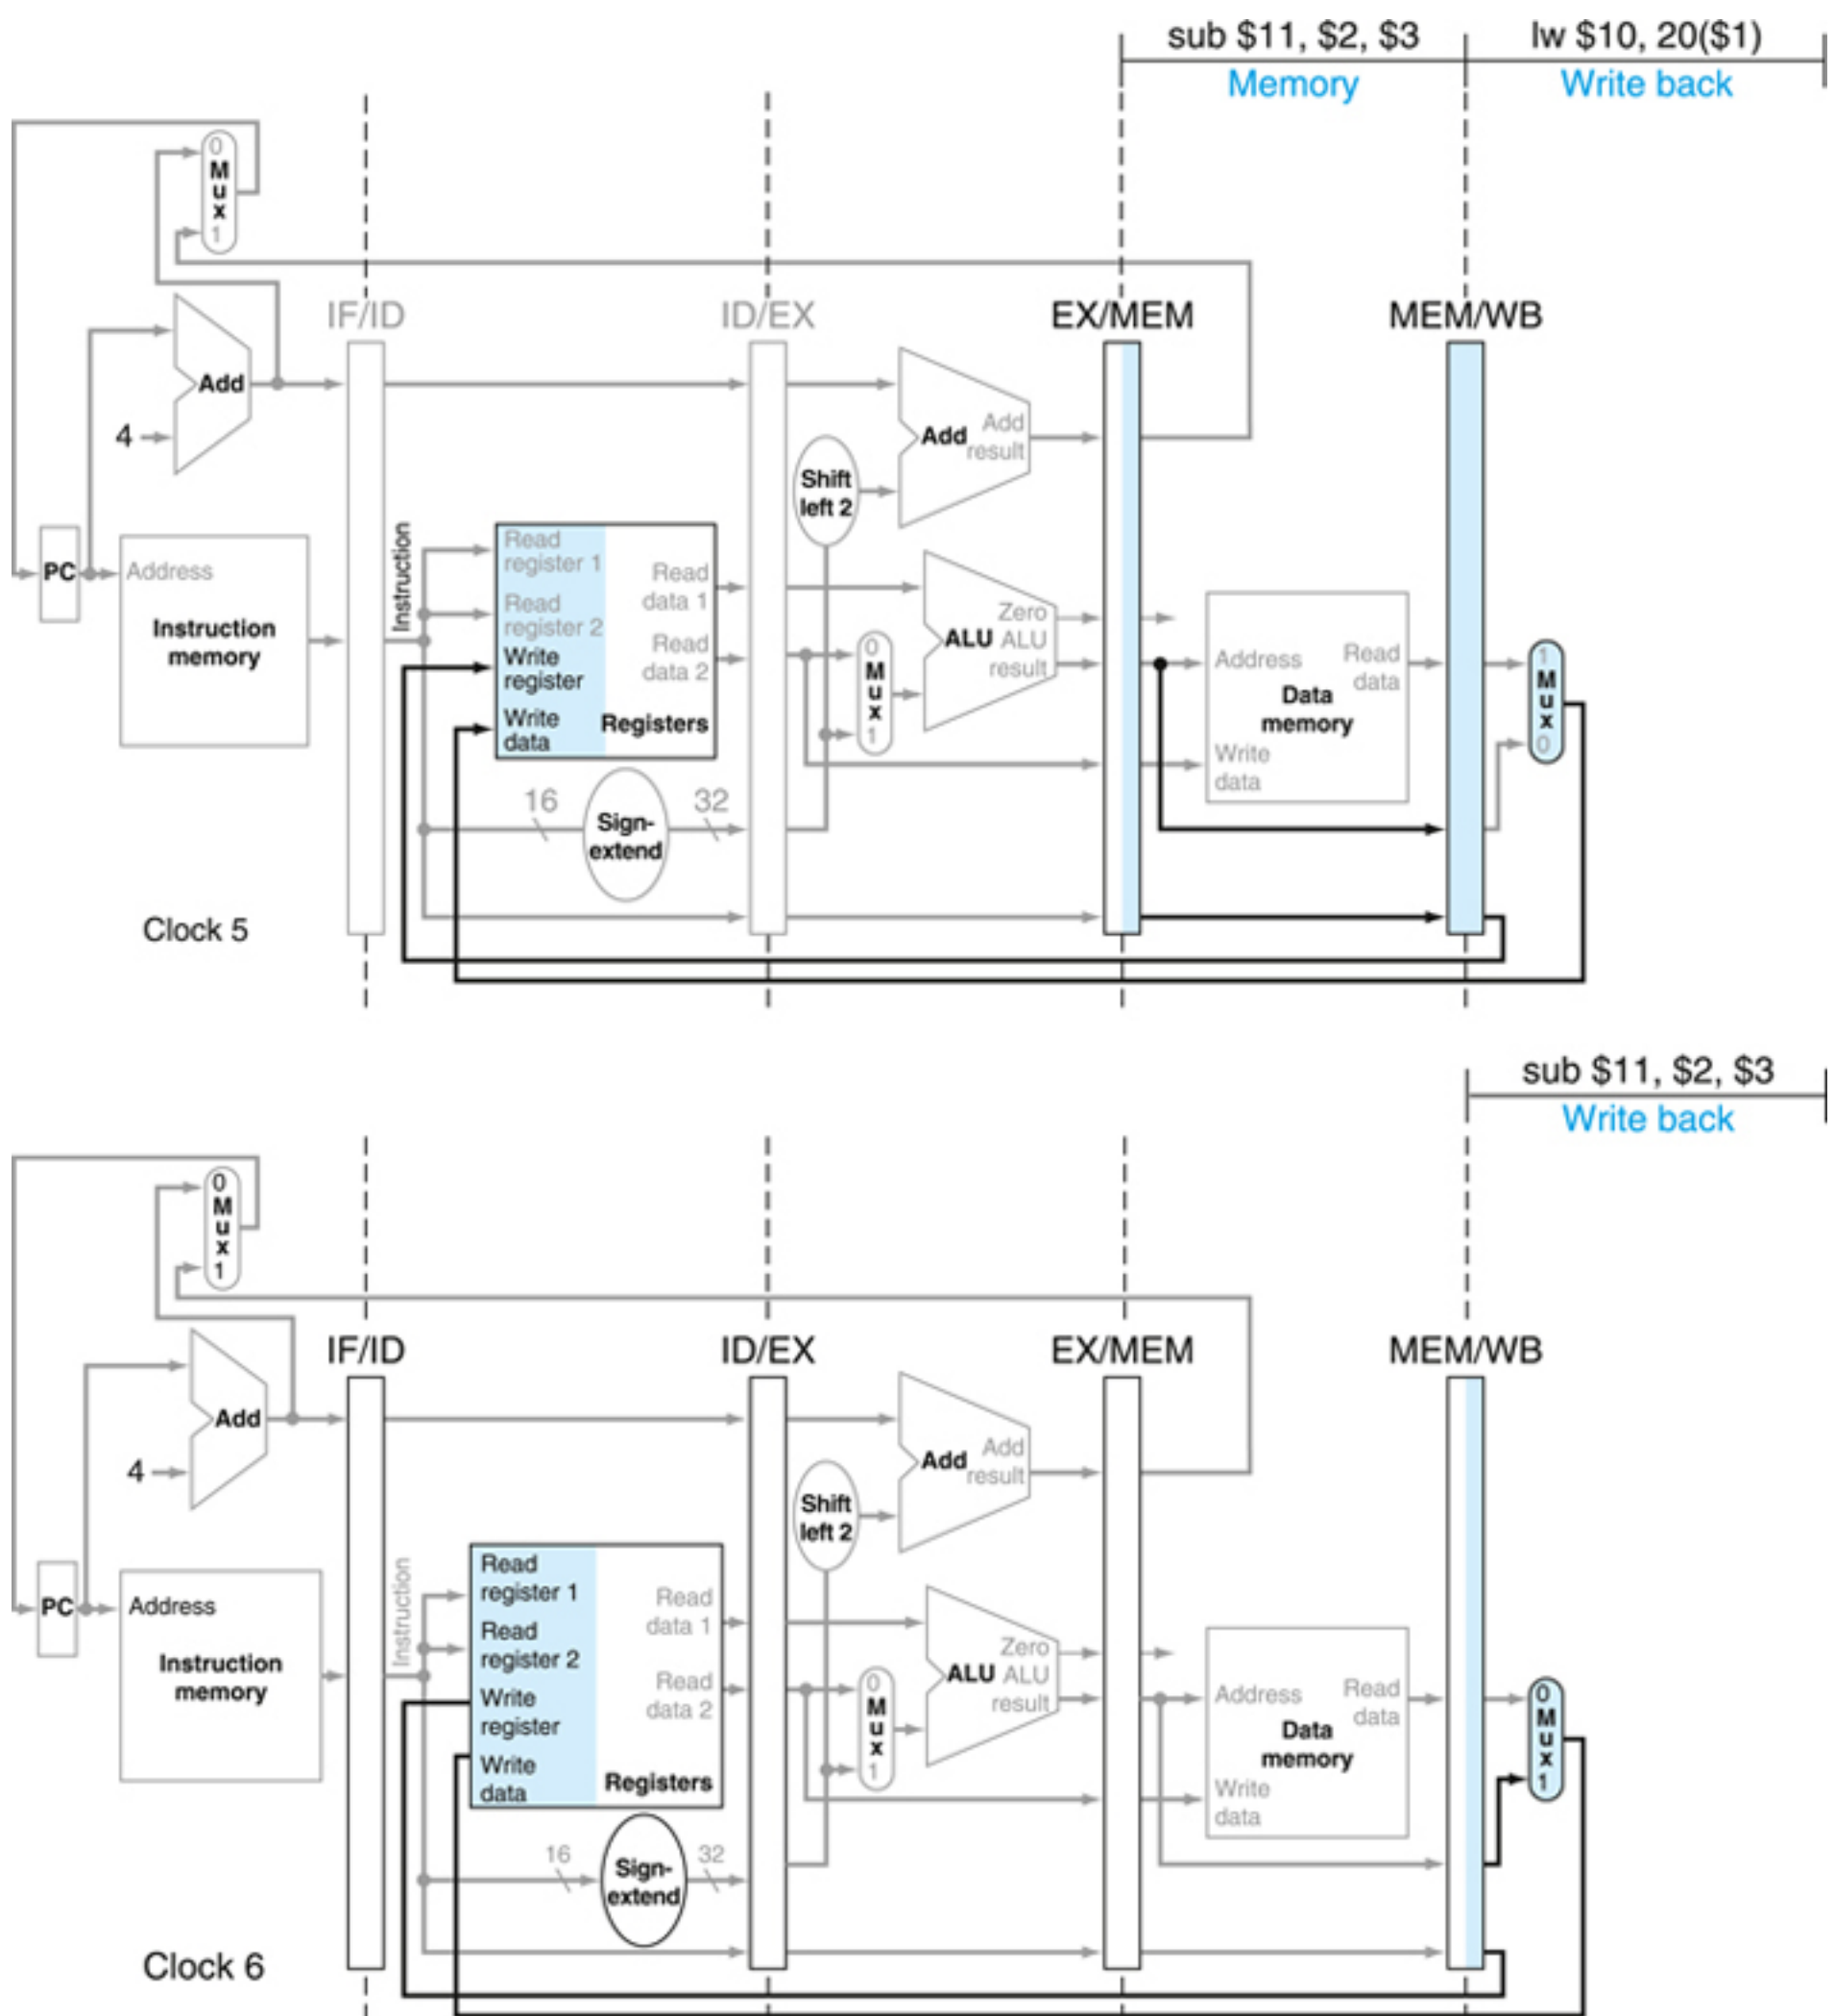 sub $11, $2, $3
lw $10, 20($1)
Memory
Write back
0
Mux
1
IF/ID
ID/EX
EX/MEM
MEM/WB
Add
4
Add
Add
result
Shift
left 2
PC
Address
Instruction
memory
Instruction
Read
register 1
Read
register 2
Write
register
Write
data
Read
data 1
Read
data 2
Registers
0
Mux
1
Zero
ALU
ALU
result
Address
Read
data
Data
memory
Write
data
1
Mux
0
16
Sign-
extend
32
Clock 5
sub $11, $2, $3
Write back
0
Mux
1
IF/ID
ID/EX
EX/MEM
MEM/WB
Add
4
Add
Add
result
Shift
left 2
PC
Address
Instruction
memory
Instruction
Read
register 1
Read
register 2
Write
register
Write
data
Read
data 1
Read
data 2
Registers
0
Mux
1
Zero
ALU
ALU
result
Address
Read
data
Data
memory
Write
data
0
Mux
1
16
Sign-
extend
32
Clock 6